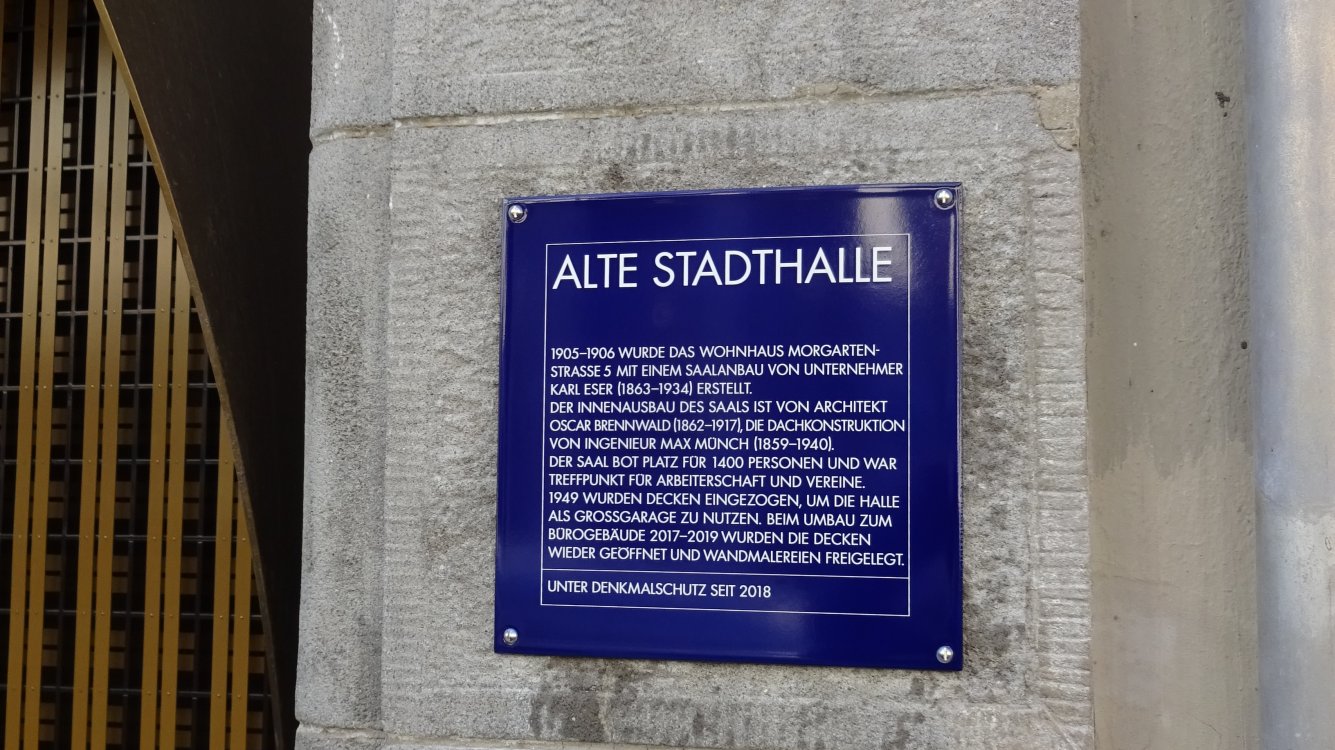 ALTE STADTHALLE
1905–1906 WURDE DAS WOHNHAUS MORGARTEN-
STRASSE 5 MIT EINEM SAALANBAU VON UNTERNEHMER
KARL ESER (1863–1934) ERSTELLT.
DER INNENAUSBAU DES SAALS IST VON ARCHITEKT
OSCAR BRENNWALD (1862–1917), DIE DACHKONSTRUKTION
VON INGENIEUR MAX MÜNCH (1859–1940).
DER SAAL BOT PLATZ FÜR 1400 PERSONEN UND WAR
TREFFPUNKT FÜR ARBEITERSCHAFT UND VEREINE.
1949 WURDEN DECKEN EINGEZOGEN, UM DIE HALLE
ALS GROSSGARAGE ZU NUTZEN. BEIM UMBAU ZUM
BÜROGEBÄUDE 2017–2019 WURDEN DIE DECKEN
WIEDER GEÖFFNET UND WANDMALEREIEN FREIGELEGT.
UNTER DENKMALSCHUTZ SEIT 2018